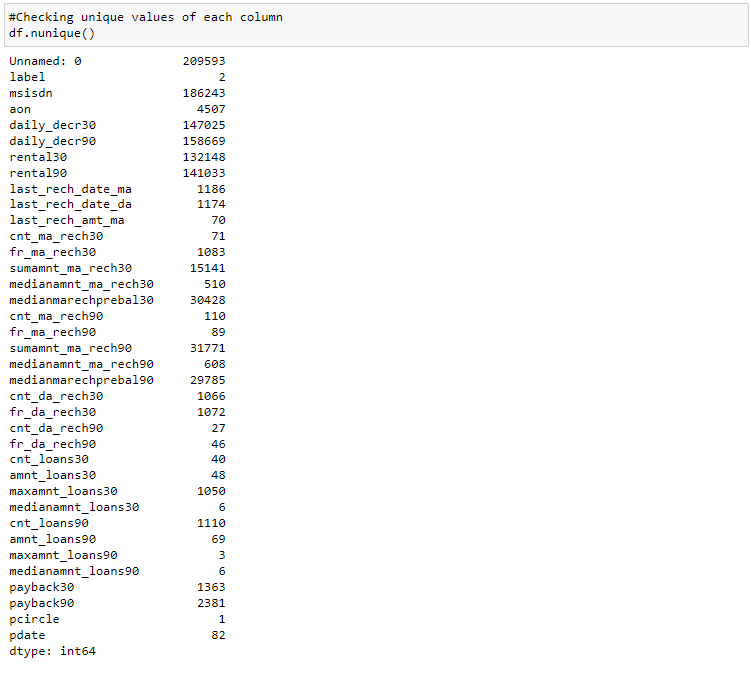 #Checking unique values of each column
df.nunique()
Unnamed: 0 209593
label 2
msisdn 186243
aon 4507
daily_decr30 147025
daily_decr90 158669
rental30 132148
rental90 141033
last_rech_date_ma 1186
last_rech_date_da 1174
last_rech_amt_ma 70
cnt_ma_rech30 71
fr_ma_rech30 1083
sumamnt_ma_rech30 15141
medianamnt_ma_rech30 510
medianmarechprebal30 30428
cnt_ma_rech90 110
fr_ma_rech90 89
sumamnt_ma_rech90 31771
medianamnt_ma_rech90 608
medianmarechprebal90 29785
cnt_da_rech30 1066
fr_da_rech30 1072
cnt_da_rech90 27
fr_da_rech90 46
cnt_loans30 40
amnt_loans30 48
maxamnt_loans30 1050
medianamnt_loans30 6
cnt_loans90 1110
amnt_loans90 69
maxamnt_loans90 3
medianamnt_loans90 6
payback30 1363
payback90 2381
pcircle 1
pdate 82
dtype: int64